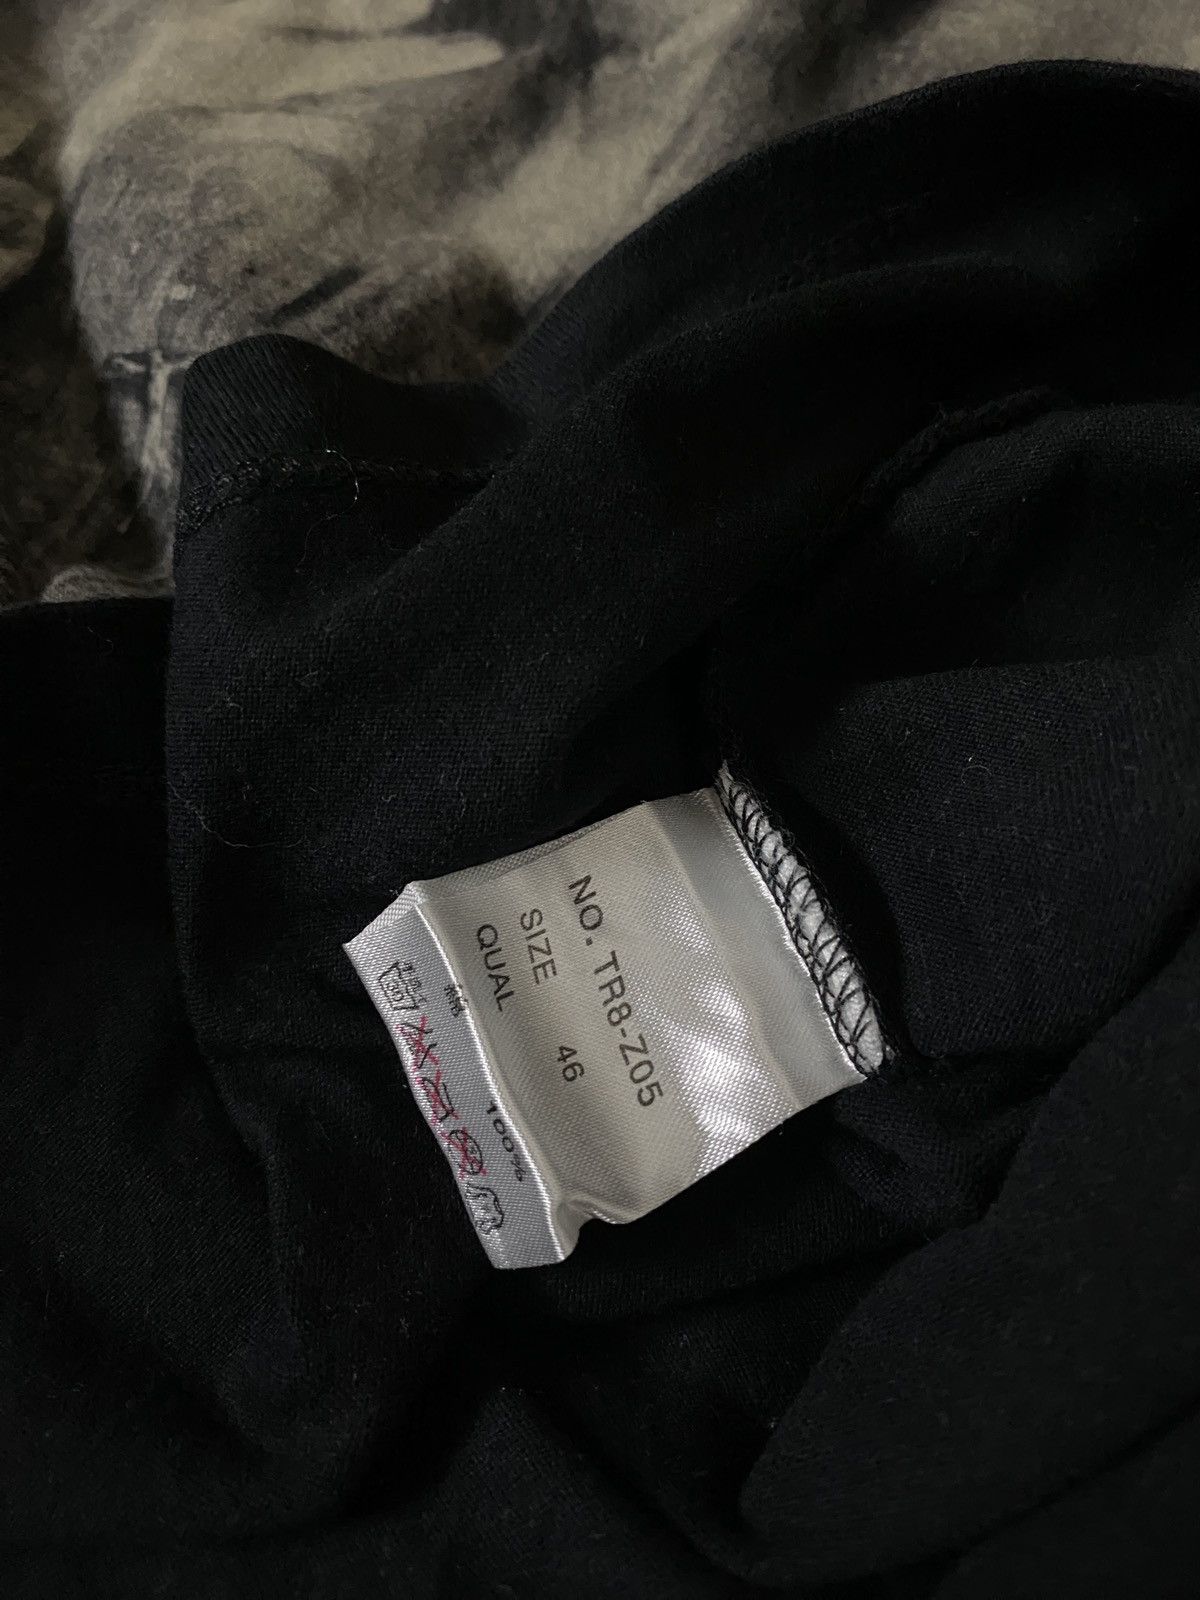 NO. TR8-Z05
SIZE 46
QUAL
100%